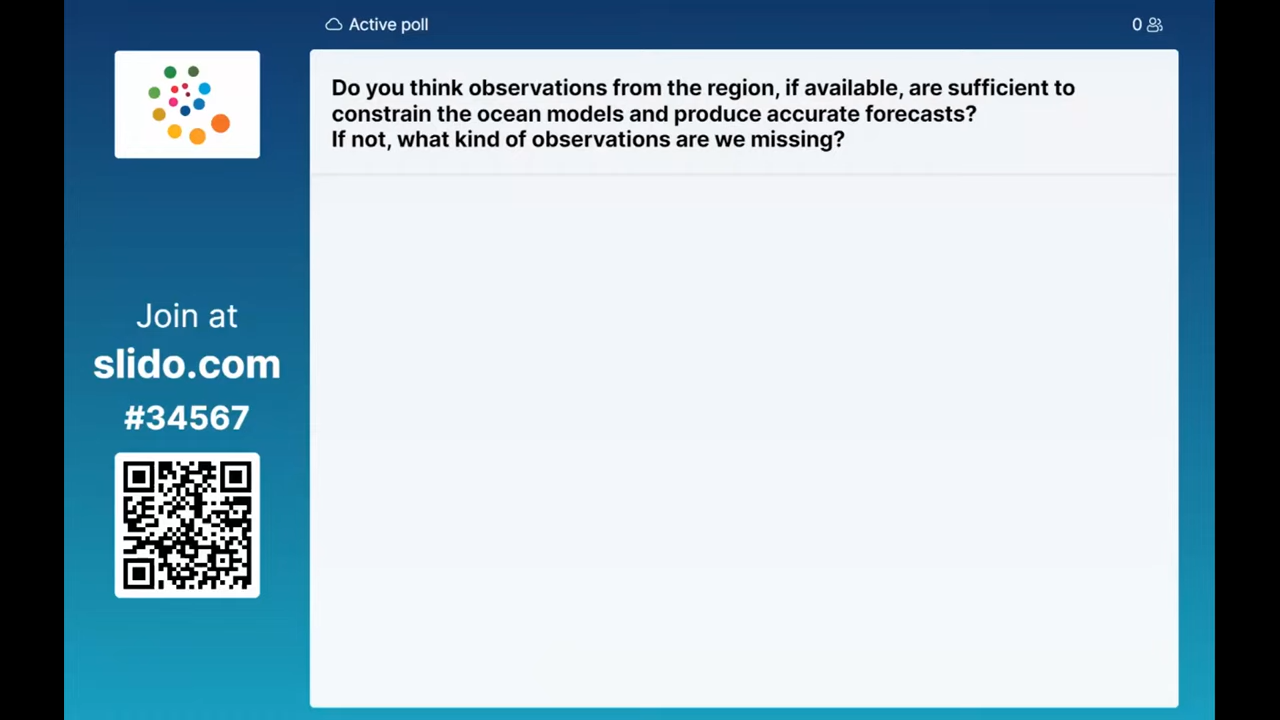 Active poll
0
Do you think observations from the region, if available, are sufficient to
constrain the ocean models and produce accurate forecasts?
If not, what kind of observations are we missing?
Join at
slido.com
#34567